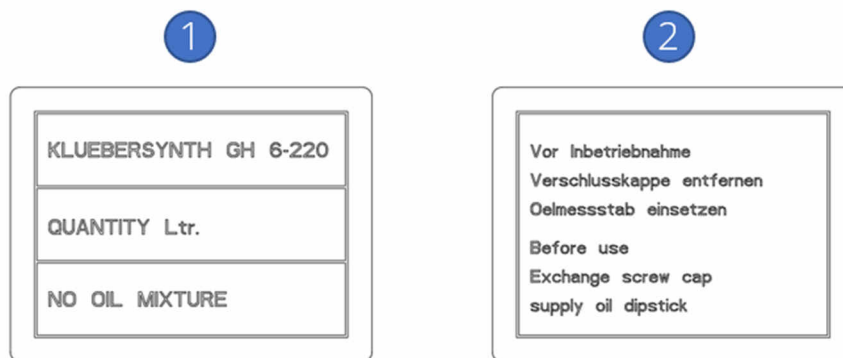 1
KLUEBERSYNTH GH 6-220
QUANTITY Ltr.
NO OIL MIXTURE
2
Vor Inbetriebnahme
Verschlusskappe entfernen
Oelmessstab einsetzen
Before use
Exchange screw cap
supply oil dipstick